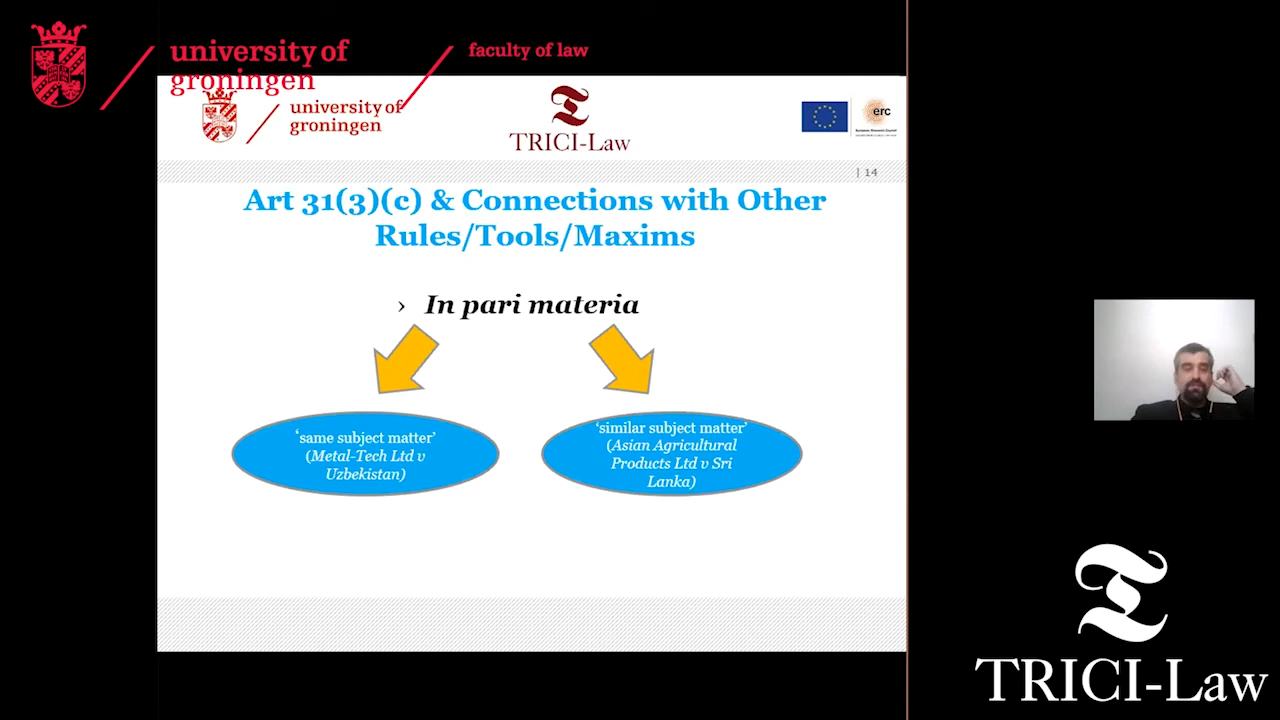 university of
groningen
faculty of law
university of
groningen
TRICI-Law
erc
| 14
Art 31(3)(c) & Connections with Other
Rules/Tools/Maxims
› In pari materia
‘same subject matter’
(Metal-Tech Ltd v
Uzbekistan)
‘similar subject matter’
(Asian Agricultural
Products Ltd v Sri
Lanka)
TRICI-Law